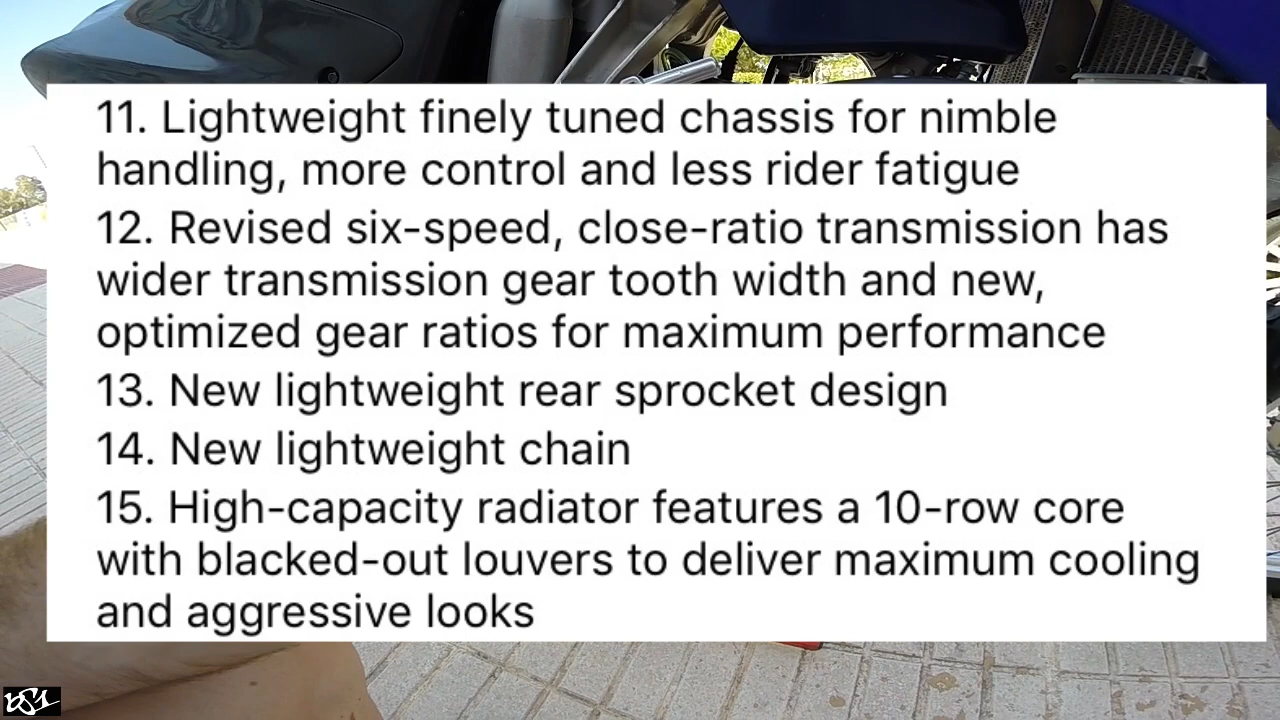 11. Lightweight finely tuned chassis for nimble
handling, more control and less rider fatigue
12. Revised six-speed, close-ratio transmission has
wider transmission gear tooth width and new,
optimized gear ratios for maximum performance
13. New lightweight rear sprocket design
14. New lightweight chain
15. High-capacity radiator features a 10-row core
with blacked-out louvers to deliver maximum cooling
and aggressive looks